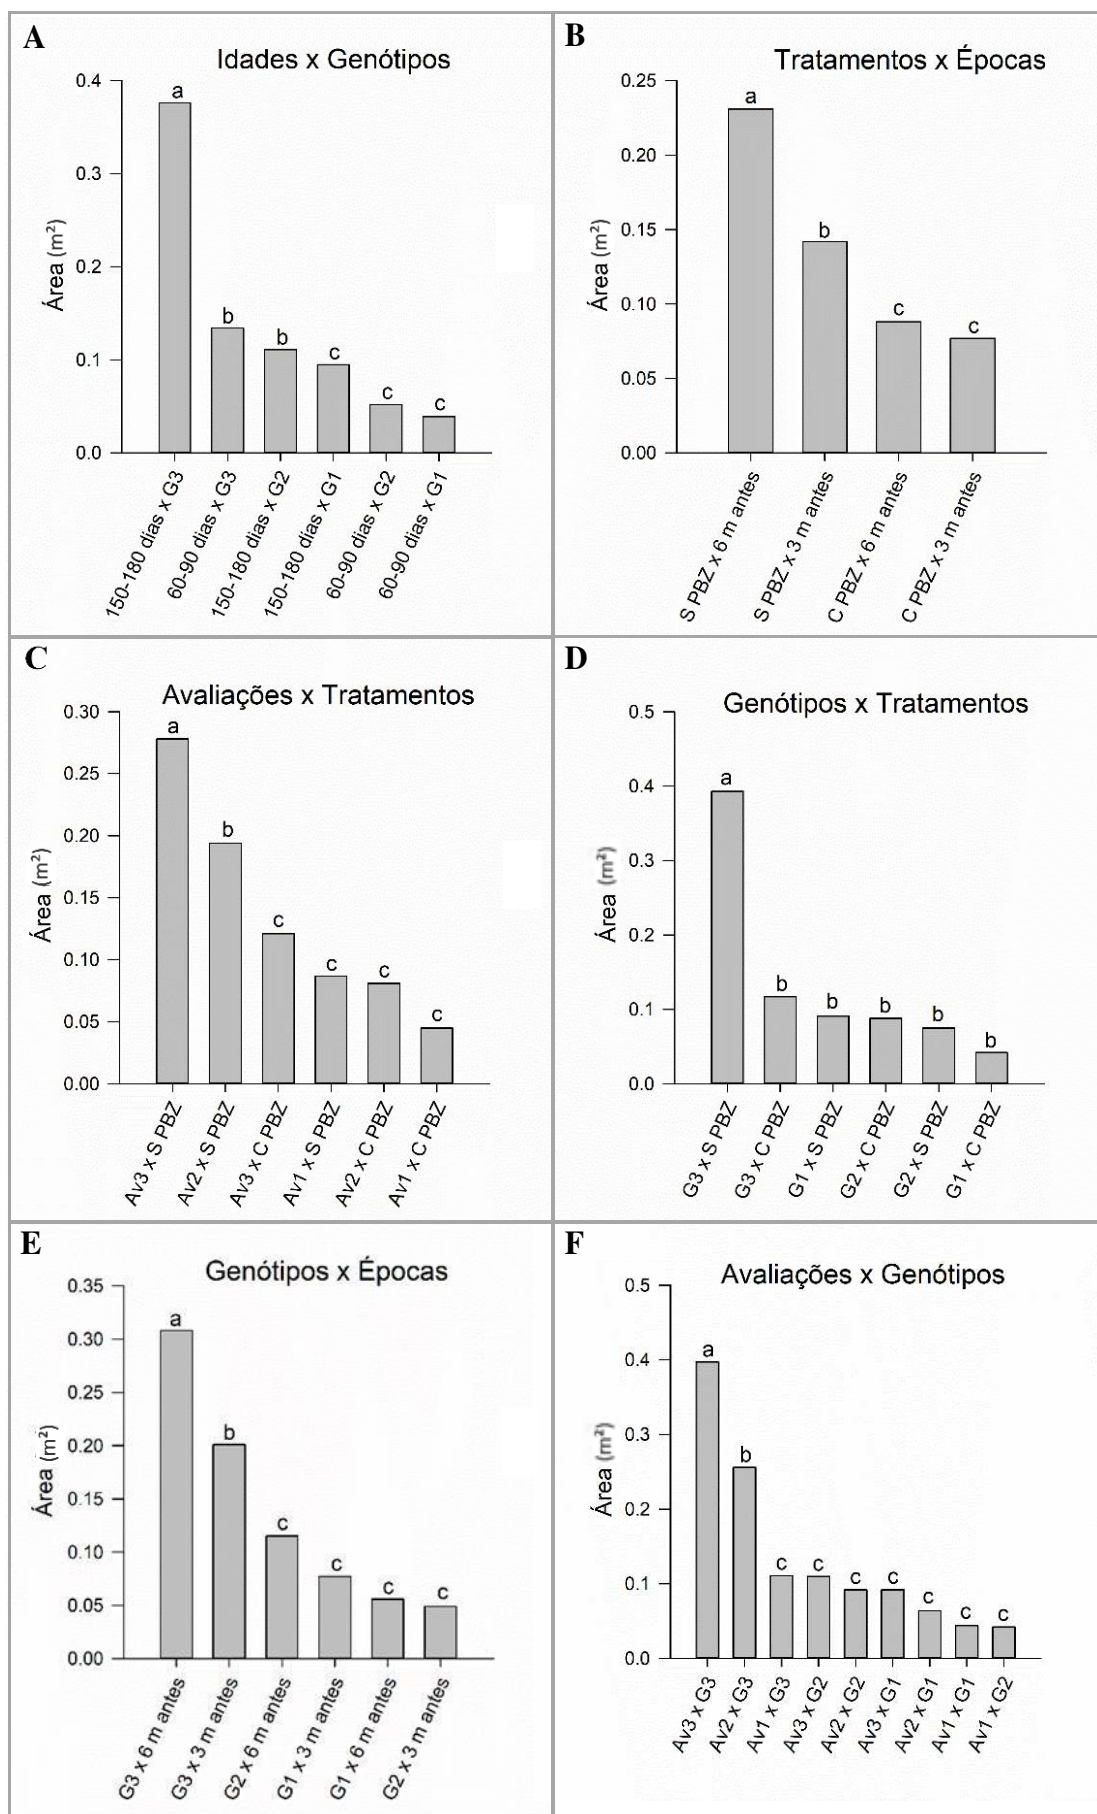 A
Idades x Genótipos
Área (m²)
0.4
0.3
0.2
0.1
0.0
a
b
b
c
c
c
150-180 dias x G3
60-90 dias x G3
150-180 dias x G2
150-180 dias x G1
60-90 dias x G2
60-90 dias x G1
B
Tratamentos x Épocas
Área (m²)
0.25
0.20
0.15
0.10
0.05
0.00
a
b
c
c
S PBZ x 6 m antes
S PBZ x 3 m antes
C PBZ x 6 m antes
C PBZ x 3 m antes
C
Avaliações x Tratamentos
Área (m²)
0.30
0.25
0.20
0.15
0.10
0.05
0.00
a
b
c
c
c
c
Av3 x S PBZ
Av2 x S PBZ
Av3 x C PBZ
Av1 x S PBZ
Av2 x C PBZ
Av1 x C PBZ
D
Genótipos x Tratamentos
Área (m²)
0.5
0.4
0.3
0.2
0.1
0.0
a
b
b
b
b
b
G3 x S PBZ
G3 x C PBZ
G1 x S PBZ
G2 x C PBZ
G2 x S PBZ
G1 x C PBZ
E
Genótipos x Épocas
Área (m²)
0.35
0.30
0.25
0.20
0.15
0.10
0.05
0.00
a
b
c
c
c
c
G3 x 6 m antes
G3 x 3 m antes
G2 x 6 m antes
G1 x 3 m antes
G1 x 6 m antes
G2 x 3 m antes
F
Avaliações x Genótipos
Área (m²)
0.5
0.4
0.3
0.2
0.1
0.0
a
b
c
c
c
c
c
c
c
Av3 x G3
Av2 x G3
Av1 x G3
Av3 x G2
Av2 x G2
Av3 x G1
Av2 x G1
Av1 x G1
Av1 x G2